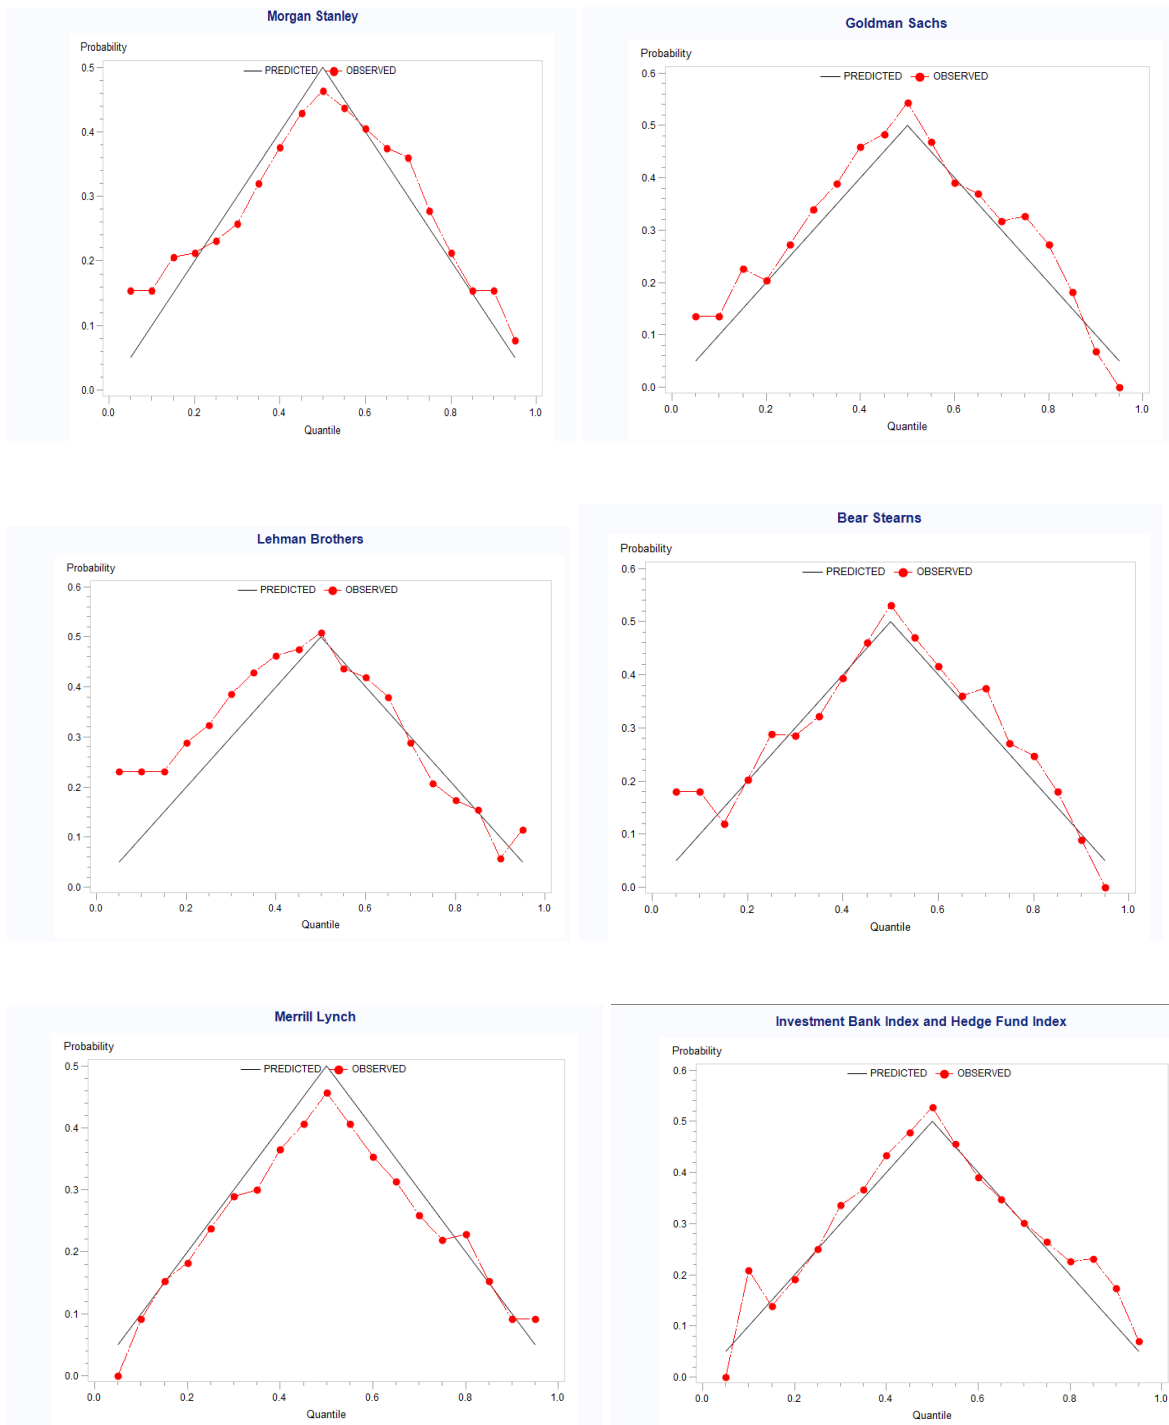 Morgan Stanley
Probability
PREDICTED OBSERVED
0.5
0.4
0.3
0.2
0.1
0.0
0.0 0.2 0.4 0.6 0.8 1.0
Quantile
Goldman Sachs
Probability
PREDICTED OBSERVED
0.6
0.5
0.4
0.3
0.2
0.1
0.0
0.0 0.2 0.4 0.6 0.8 1.0
Quantile
Lehman Brothers
Probability
PREDICTED OBSERVED
0.6
0.5
0.4
0.3
0.2
0.1
0.0
0.0 0.2 0.4 0.6 0.8 1.0
Quantile
Bear Stearns
Probability
PREDICTED OBSERVED
0.6
0.5
0.4
0.3
0.2
0.1
0.0
0.0 0.2 0.4 0.6 0.8 1.0
Quantile
Merrill Lynch
Probability
PREDICTED OBSERVED
0.5
0.4
0.3
0.2
0.1
0.0
0.0 0.2 0.4 0.6 0.8 1.0
Quantile
Investment Bank Index and Hedge Fund Index
Probability
PREDICTED OBSERVED
0.6
0.5
0.4
0.3
0.2
0.1
0.0
0.0 0.2 0.4 0.6 0.8 1.0
Quantile